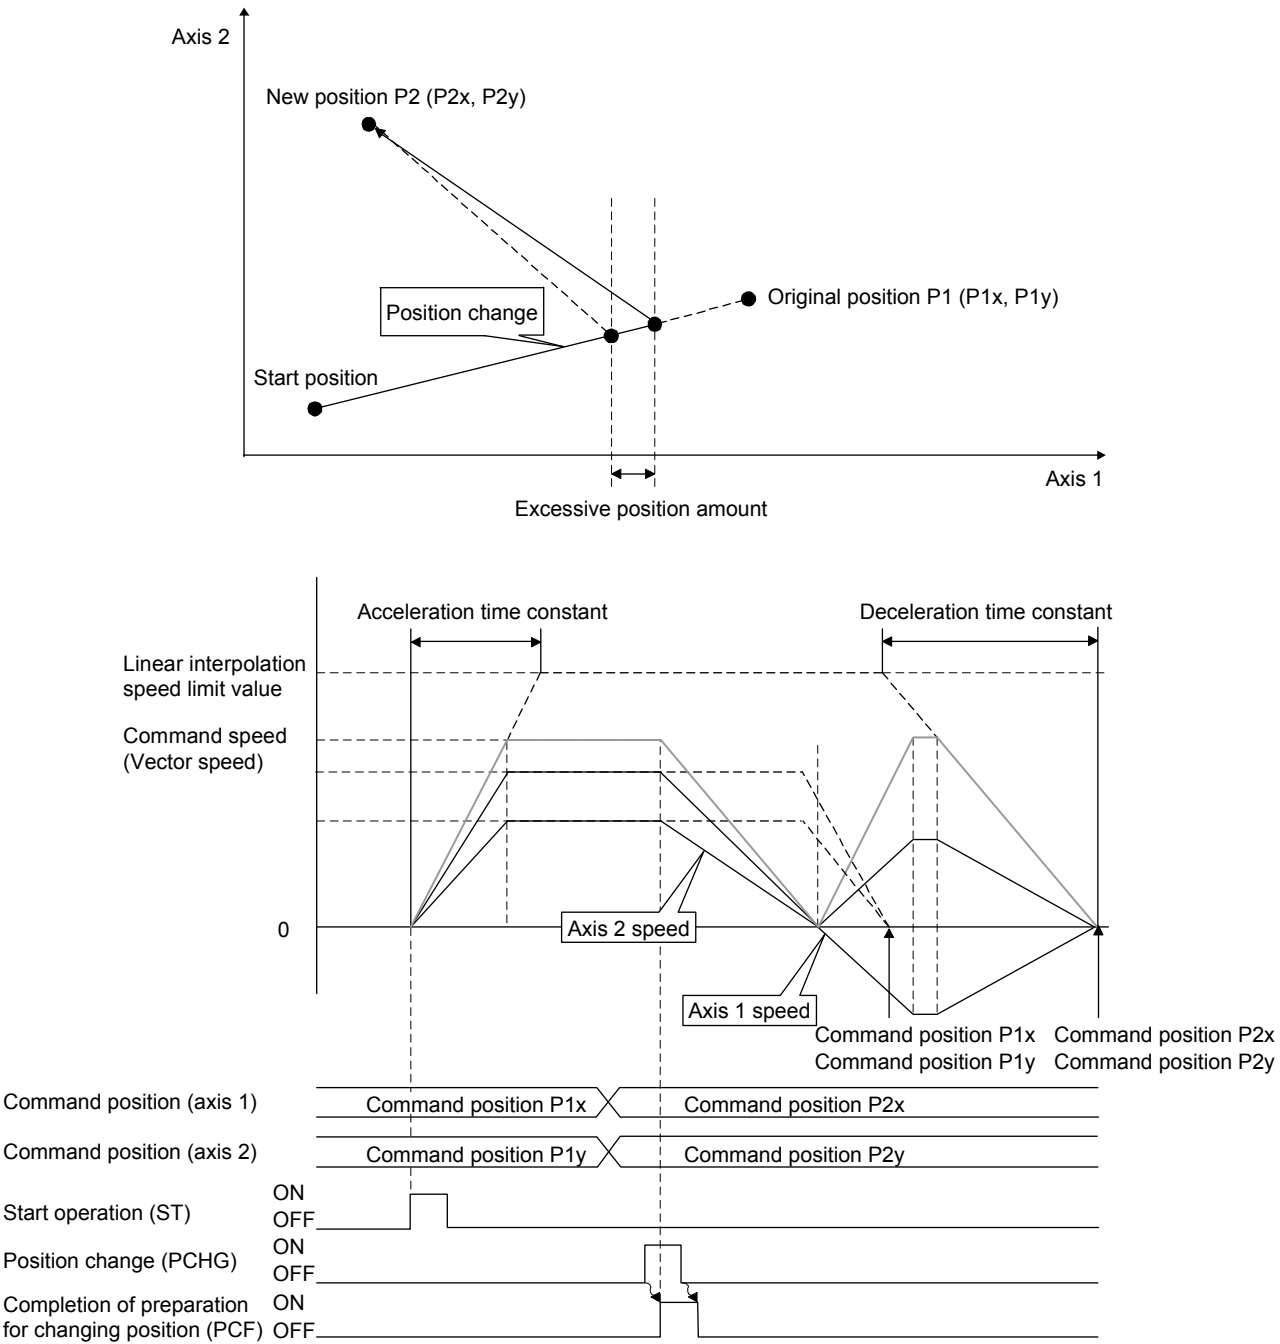 Axis 2
New position P2 (P2x, P2y)
Original position P1 (P1x, P1y)
Position change
Start position
Axis 1
Excessive position amount
Acceleration time constant
Deceleration time constant
Linear interpolation
speed limit value
Command speed
(Vector speed)
0
Axis 2 speed
Axis 1 speed
Command position P1x
Command position P1y
Command position P2x
Command position P2y
Command position (axis 1)
Command position P1x
Command position P2x
Command position (axis 2)
Command position P1y
Command position P2y
Start operation (ST)
ON
OFF
Position change (PCHG)
ON
OFF
Completion of preparation
for changing position (PCF)
ON
OFF